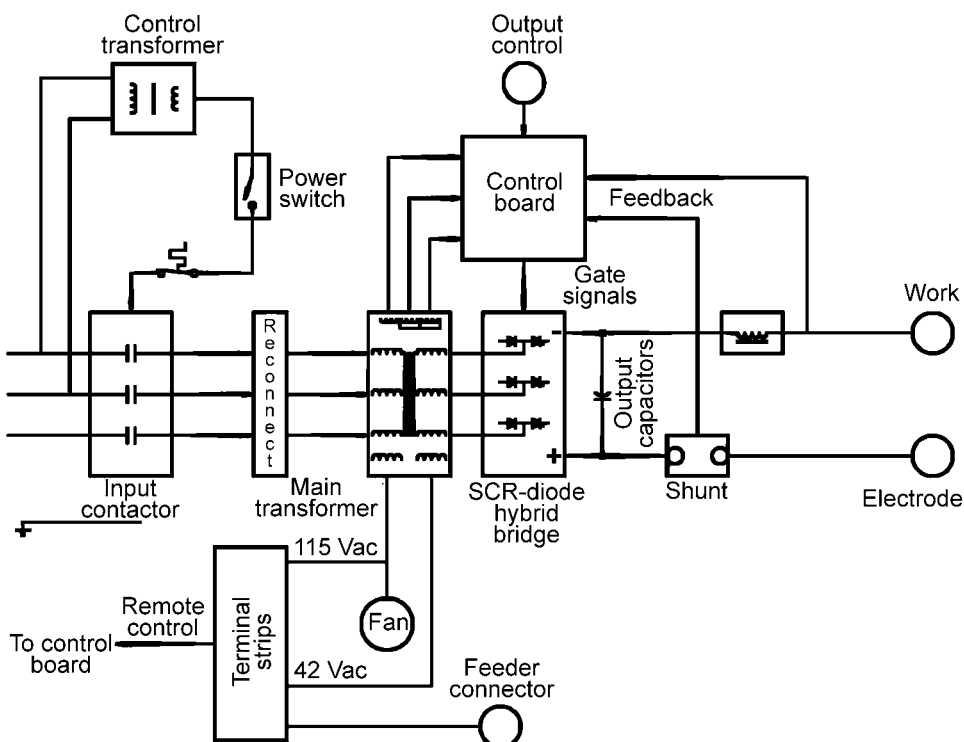 Control
transformer
Output
control
Power
switch
Control
board
Feedback
Gate
signals
Work
Reconnect
−
+
Output
capacitors
Input
contactor
Main
transformer
SCR-diode
hybrid
bridge
Shunt
Electrode
115 Vac
Terminal
strips
Fan
Remote
control
To control
board
42 Vac
Feeder
connector